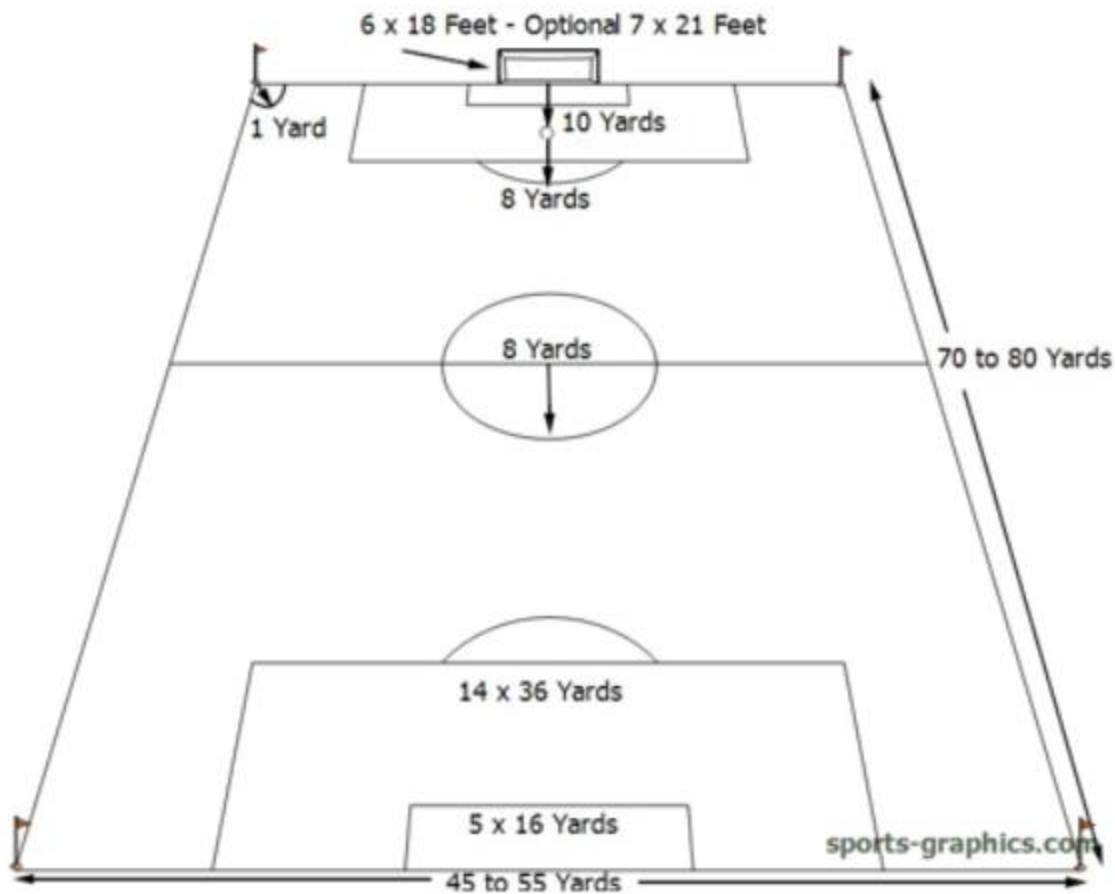 6 x 18 Feet - Optional 7 x 21 Feet
1 Yard
10 Yards
8 Yards
8 Yards
70 to 80 Yards
14 x 36 Yards
5 x 16 Yards
sports-graphics.com
45 to 55 Yards